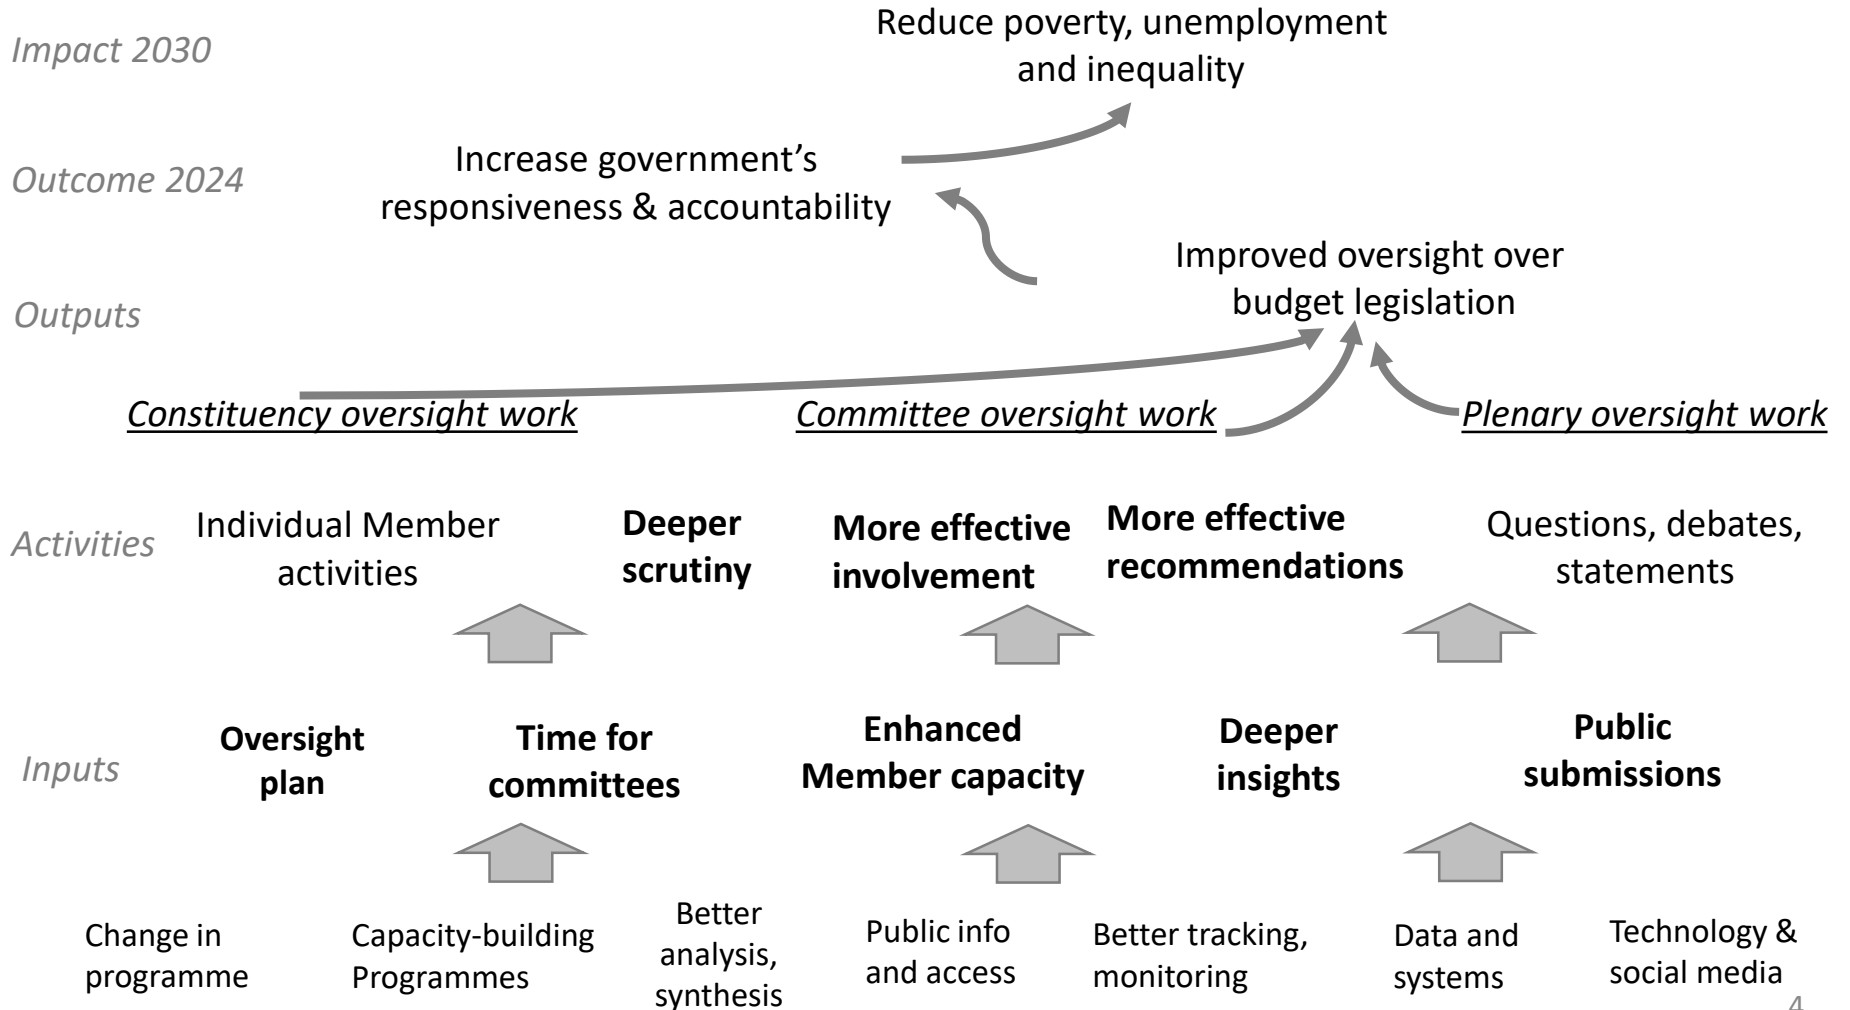 Impact 2030
Reduce poverty, unemployment
and inequality
Outcome 2024
Increase government’s
responsiveness & accountability
Outputs
Improved oversight over
budget legislation
Constituency oversight work
Committee oversight work
Plenary oversight work
Activities
Individual Member
activities
Deeper
scrutiny
More effective
involvement
More effective
recommendations
Questions, debates,
statements
Inputs
Oversight
plan
Time for
committees
Enhanced
Member capacity
Deeper
insights
Public
submissions
Change in
programme
Capacity-building
Programmes
Better
analysis,
synthesis
Public info
and access
Better tracking,
monitoring
Data and
systems
Technology &
social media
4